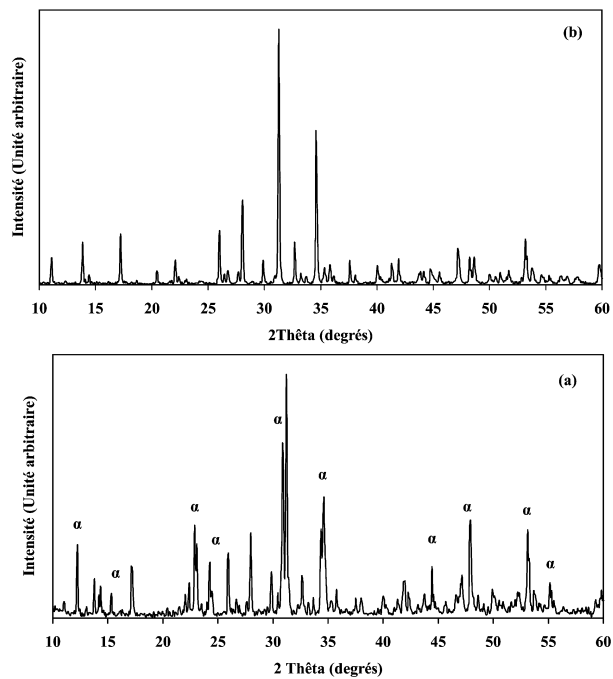 (b)
Intensité (Unité arbitraire)
10 15 20 25 30 35 40 45 50 55 60
2Thêta (degrés)
(a)
Intensité (Unité arbitraire)
α
α
α
α
α
α
α
α
α
α
10 15 20 25 30 35 40 45 50 55 60
2 Thêta (degrés)